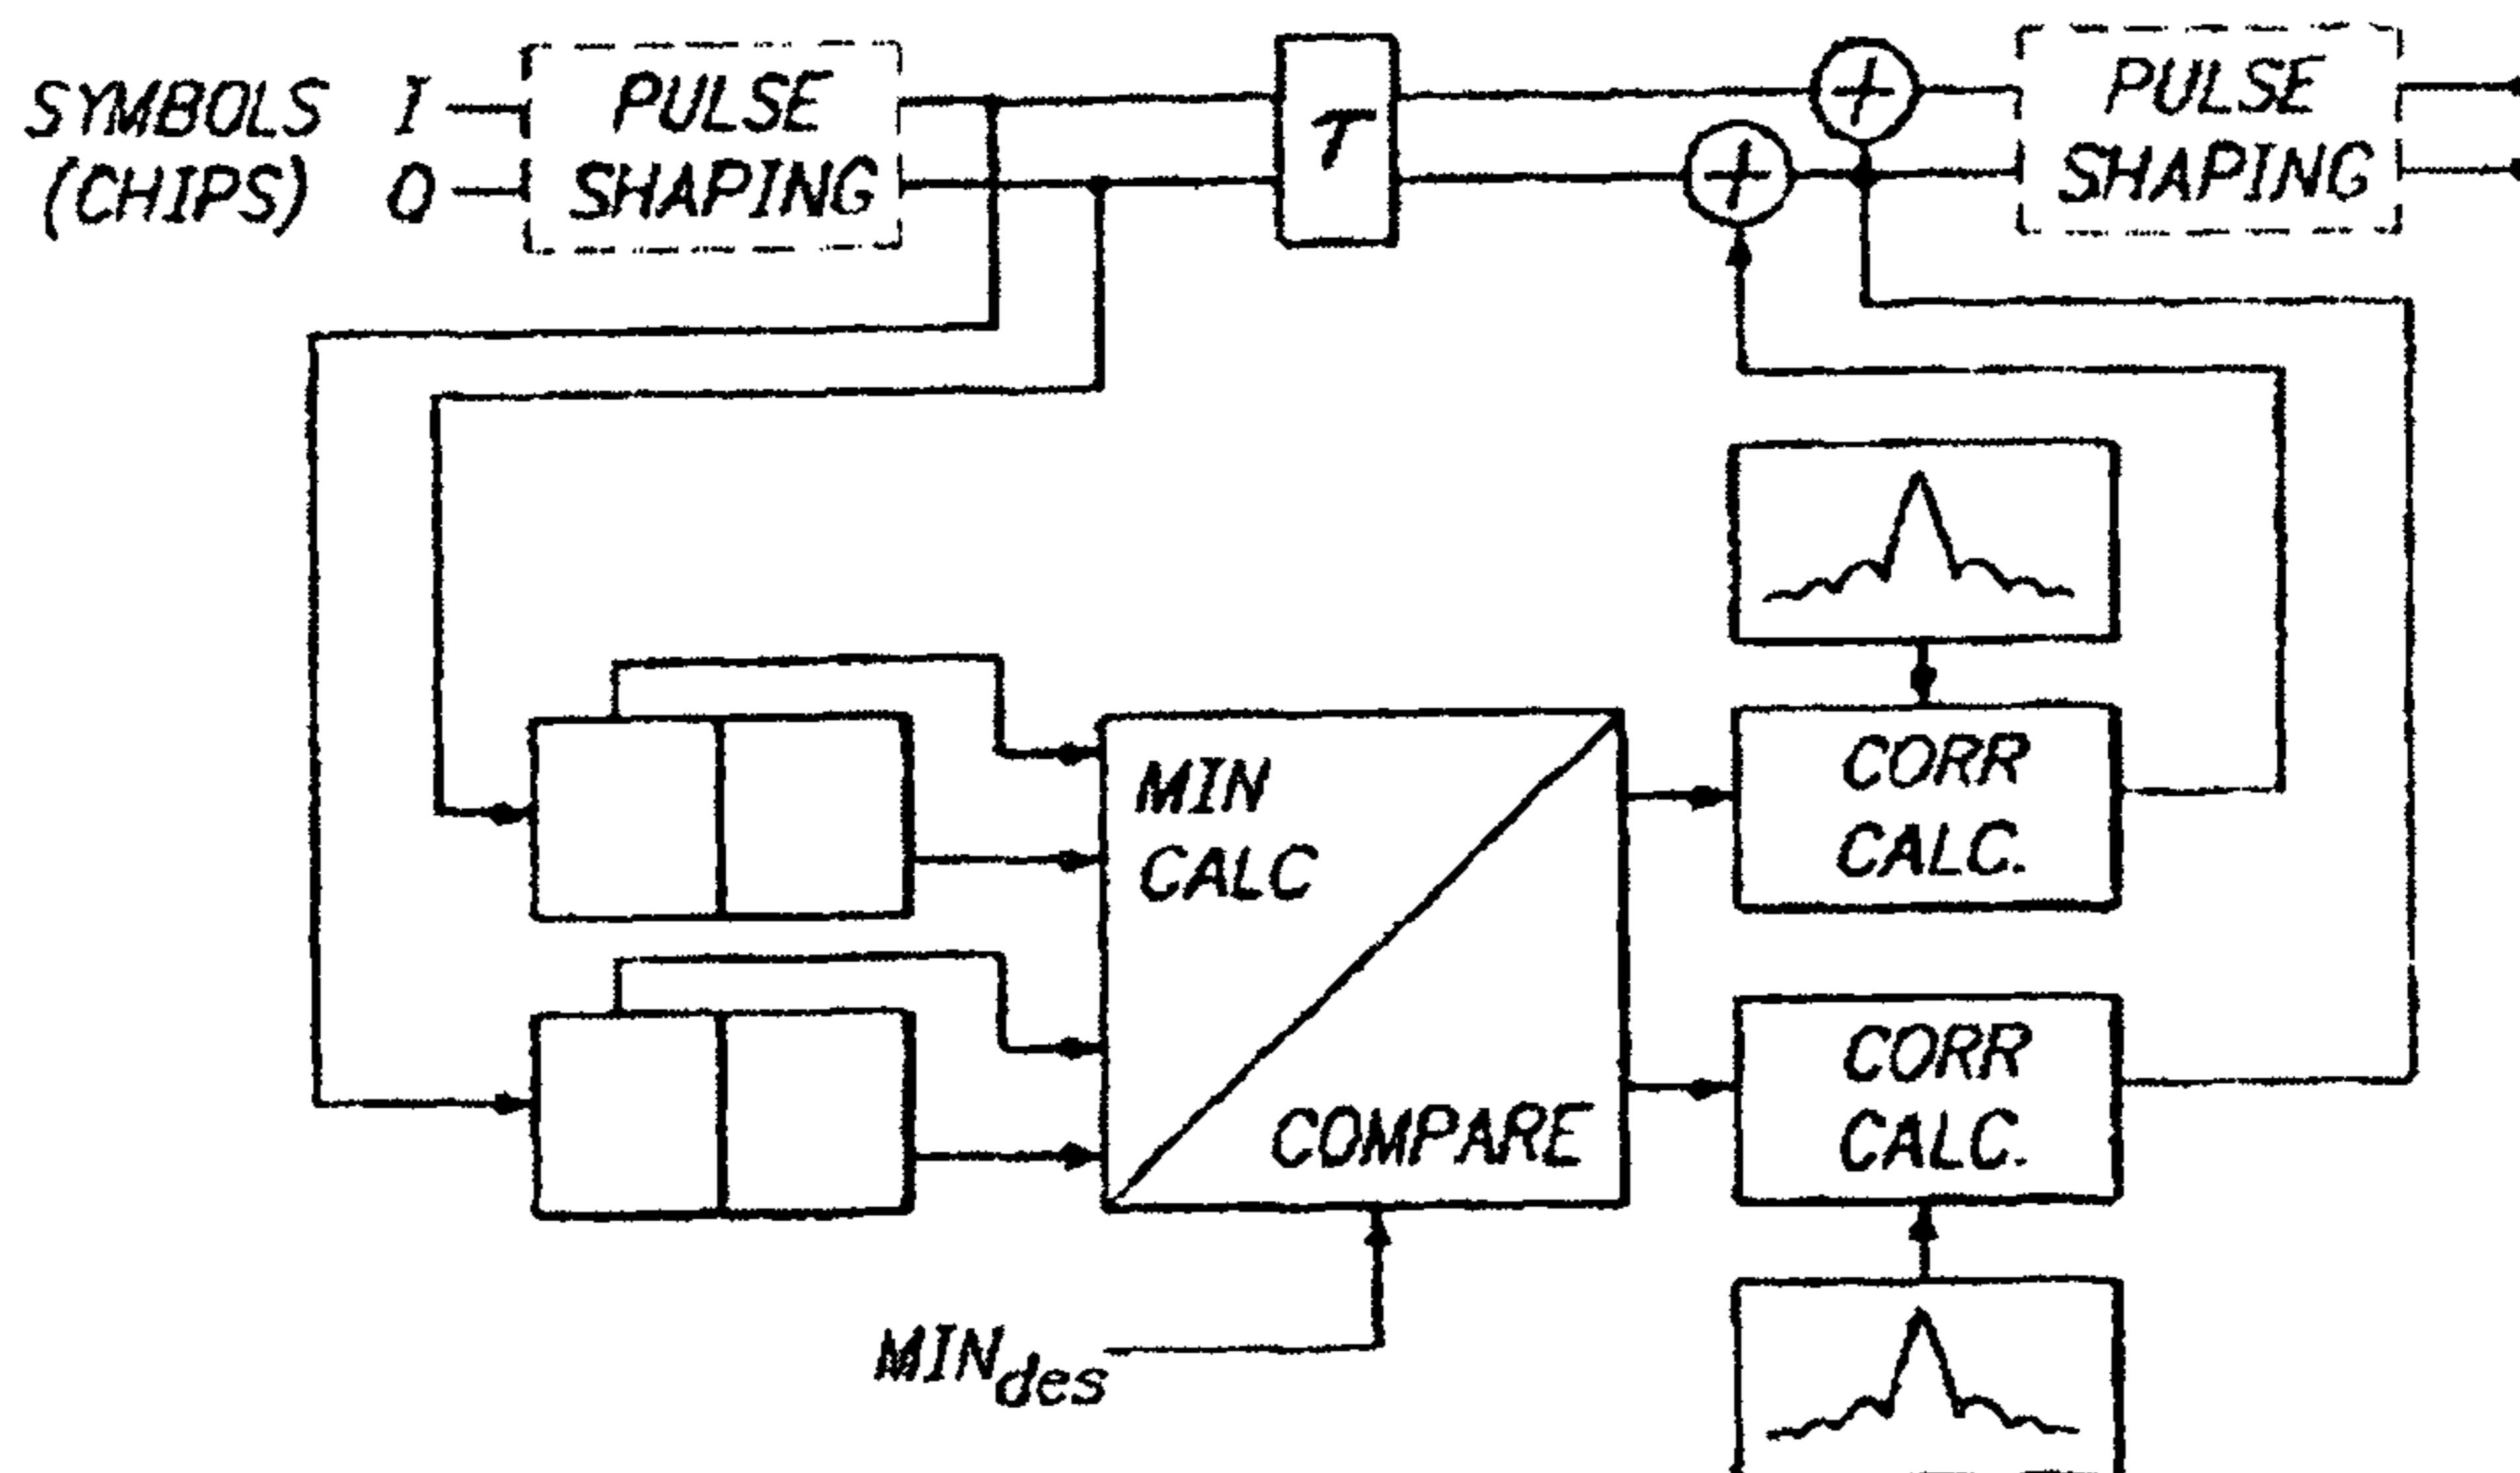 SYMBOLS I
(CHIPS) O
PULSE
SHAPING
T
PULSE
SHAPING
MIN
CALC
COMPARE
CORR
CALC.
CORR
CALC.
MINdes